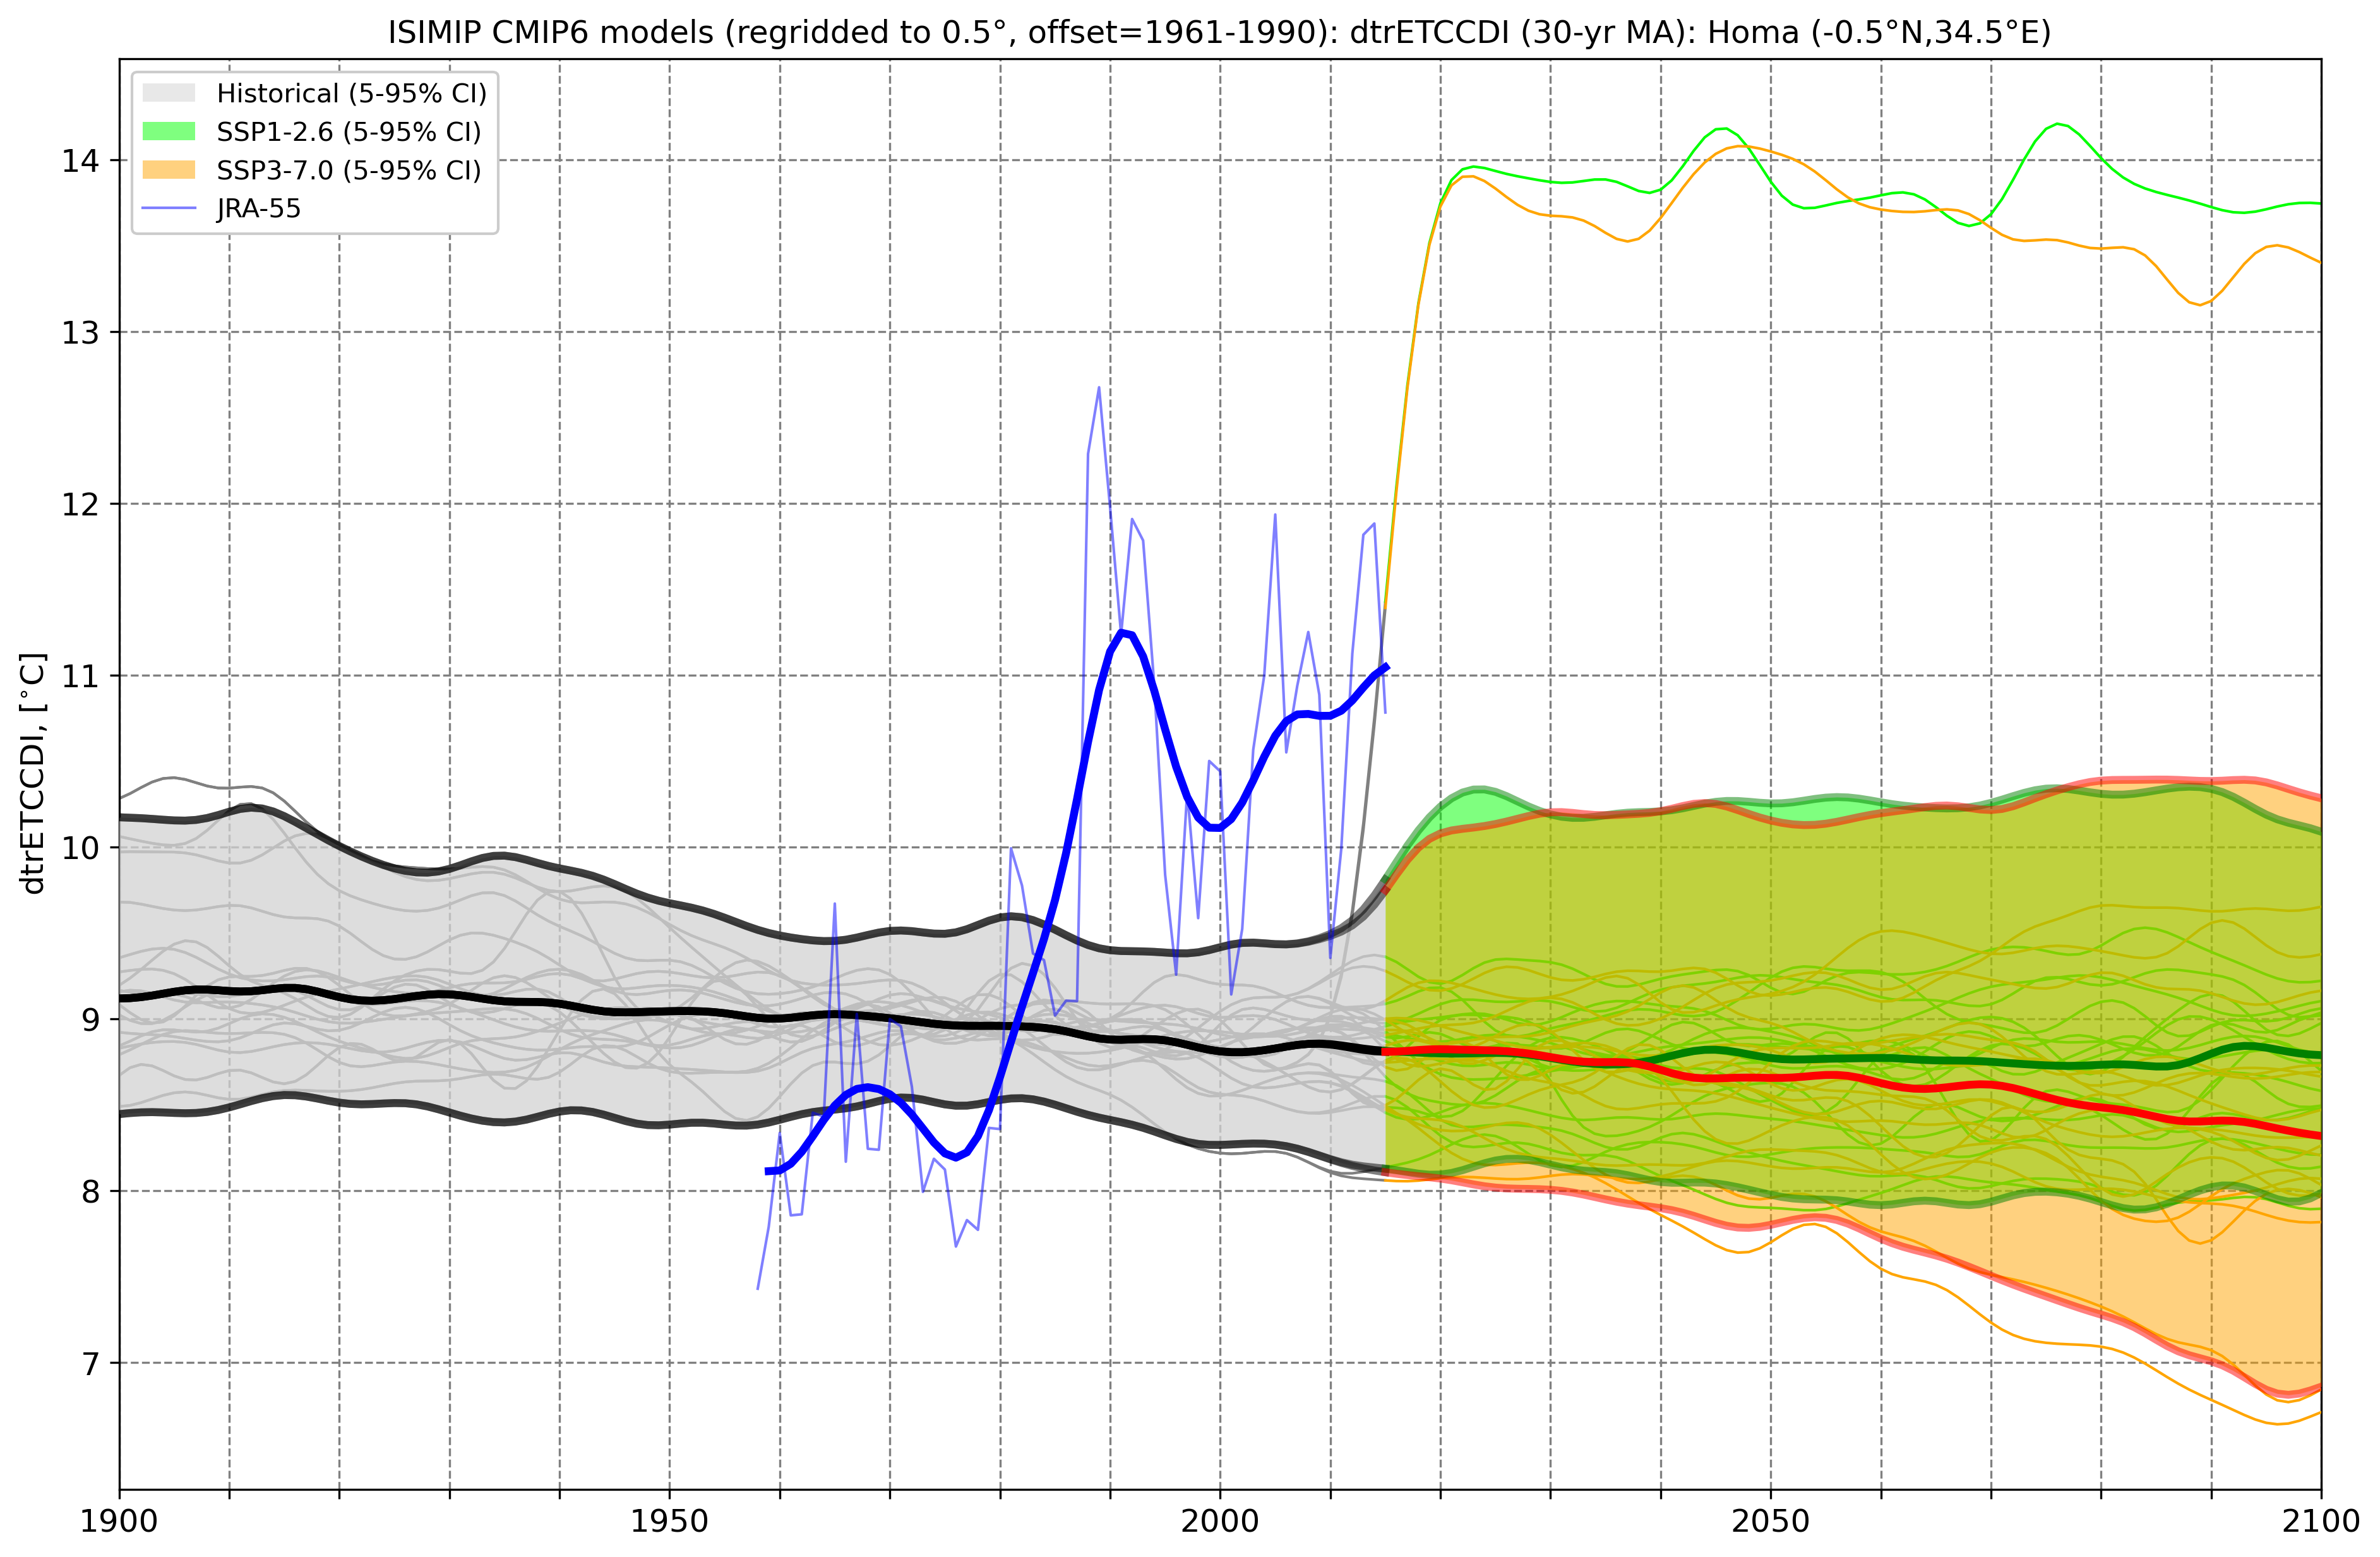 ISIMIP CMIP6 models (regridded to 0.5°, offset=1961-1990): dtrETCCDI (30-yr MA): Homa (-0.5°N,34.5°E)
Historical (5-95% CI)
SSP1-2.6 (5-95% CI)
SSP3-7.0 (5-95% CI)
JRA-55
dtrETCCDI, [°C]
14
13
12
11
10
9
8
7
1900
1950
2000
2050
2100